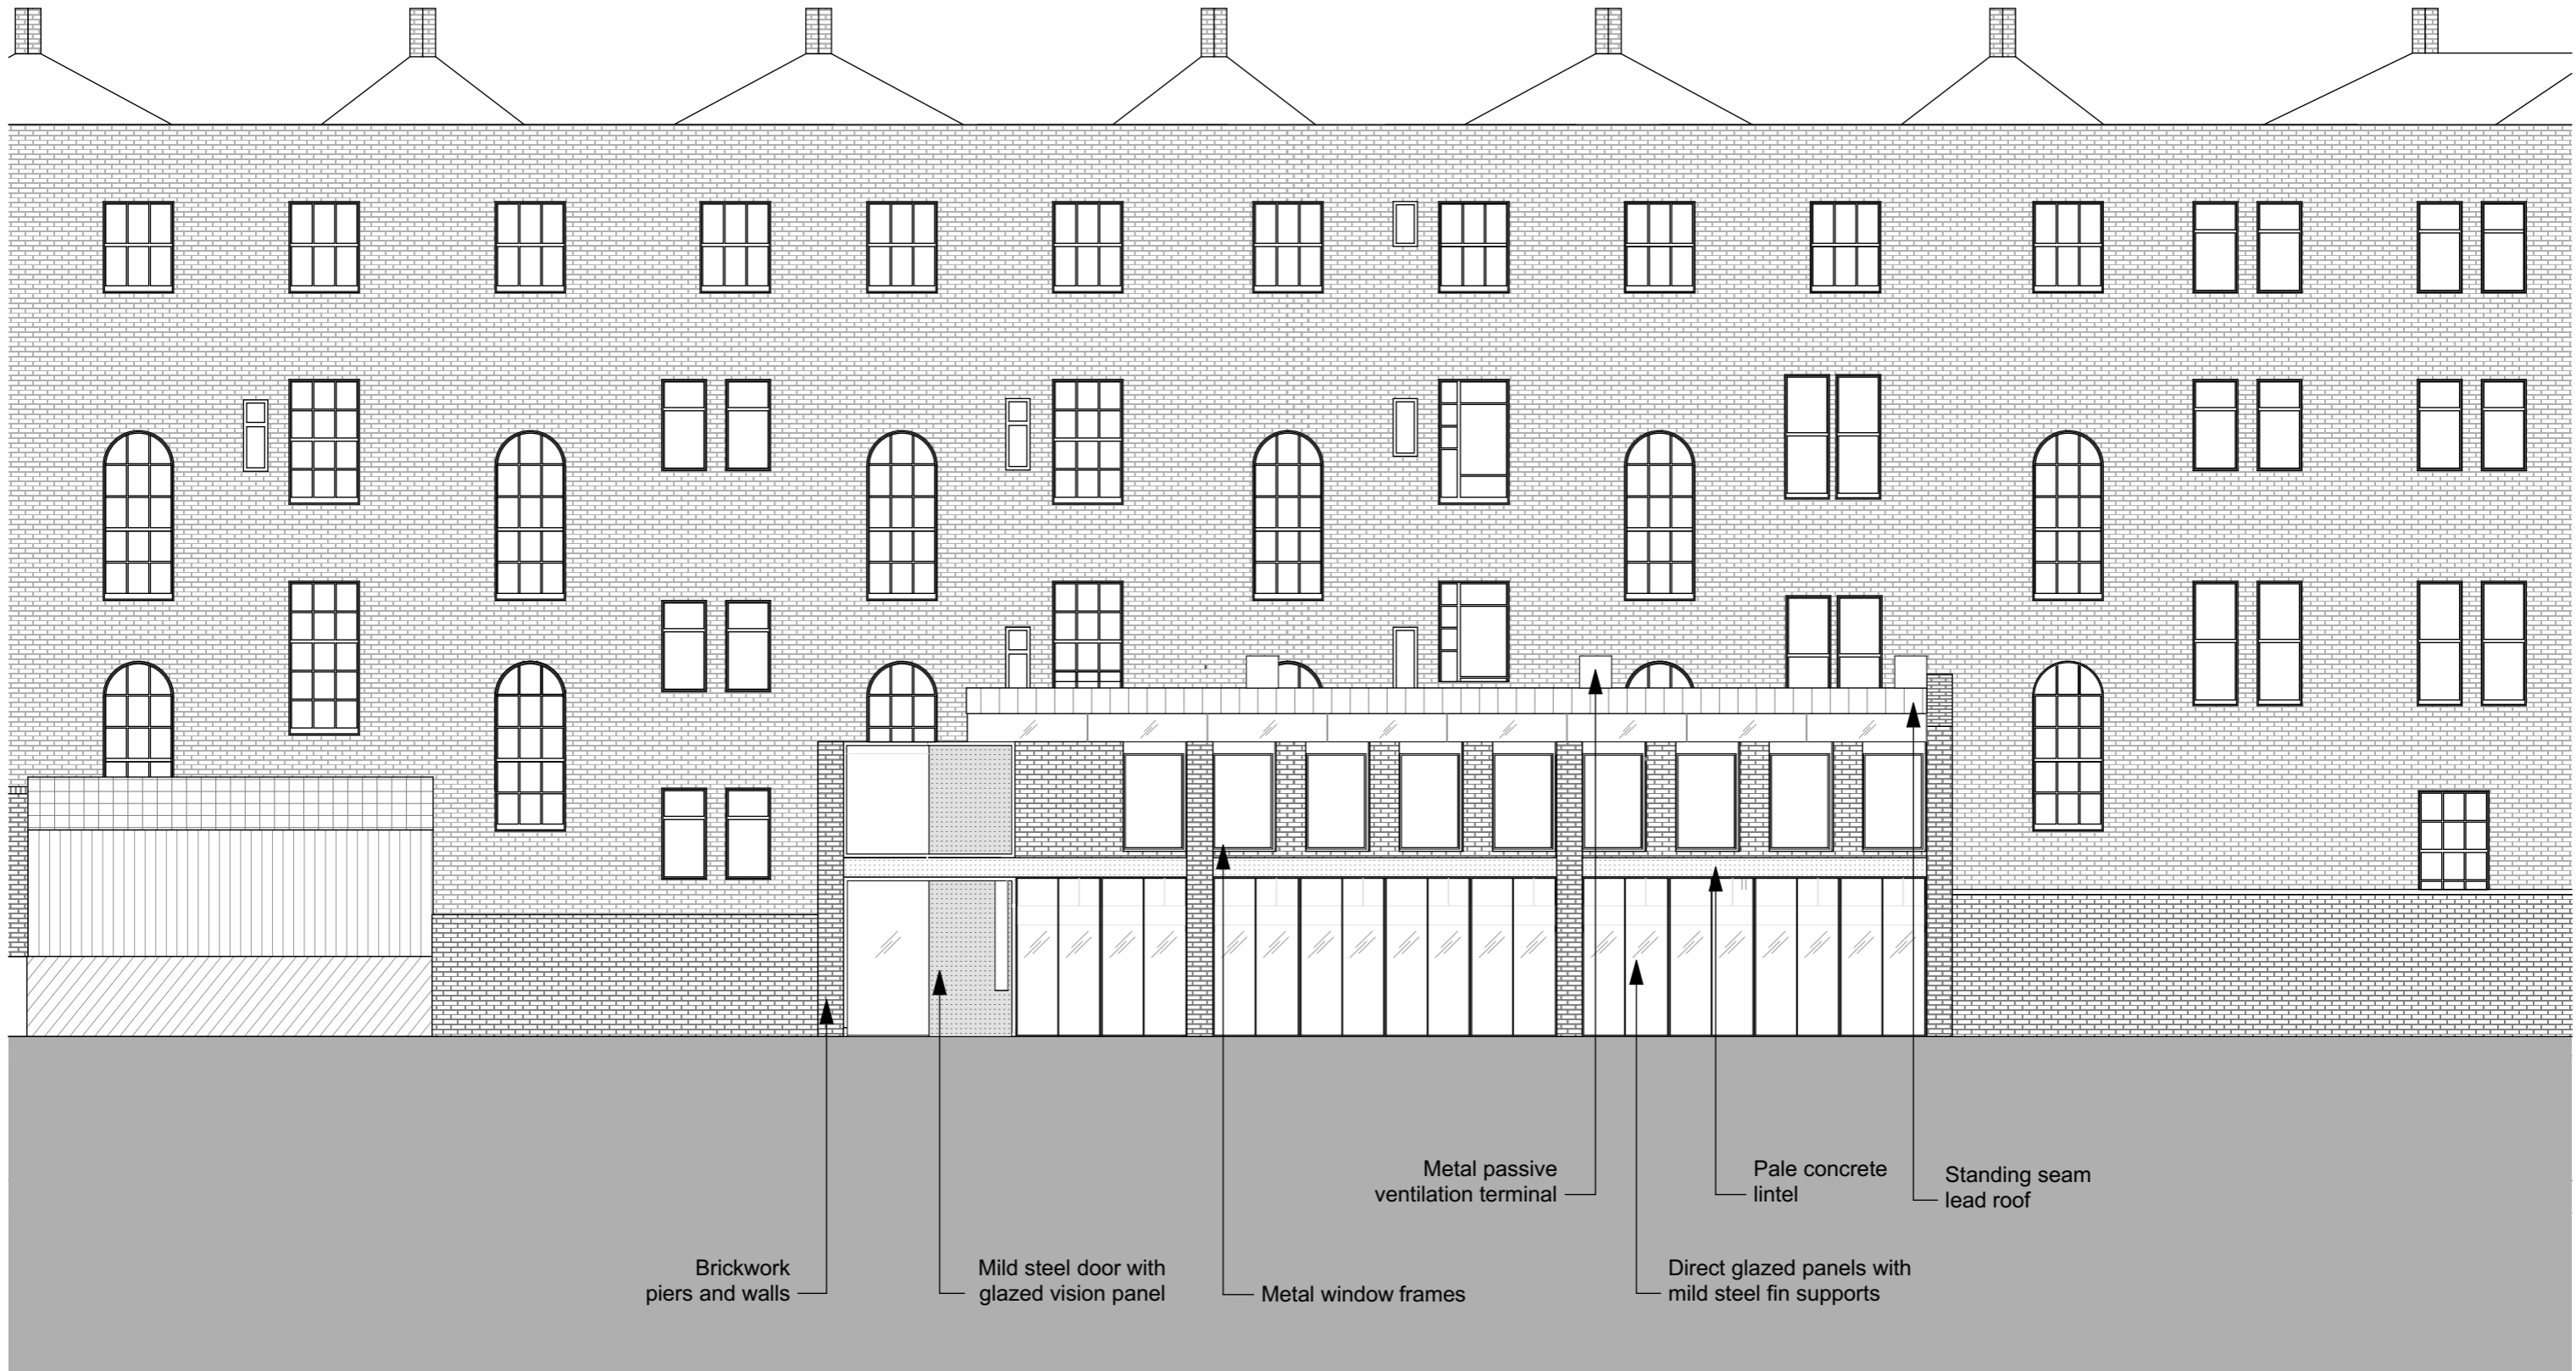 Metal passive
ventilation terminal
Pale concrete
lintel
Standing seam
lead roof
Brickwork
piers and walls
Mild steel door with
glazed vision panel
Metal window frames
Direct glazed panels with
mild steel fin supports